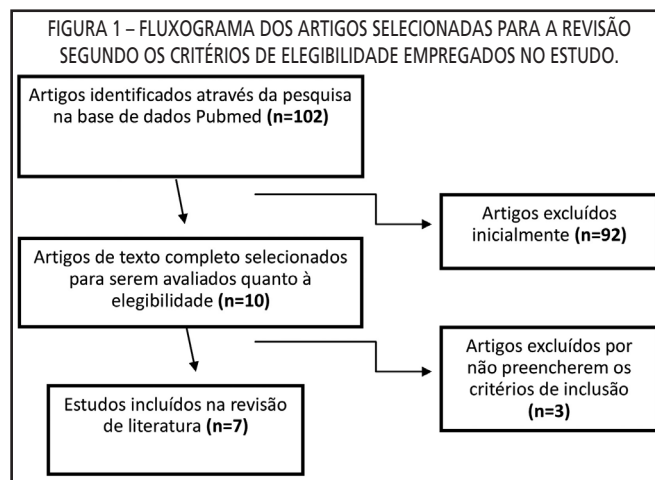 FIGURA 1 – FLUXOGRAMA DOS ARTIGOS SELECIONADAS PARA A REVISÃO
SEGUNDO OS CRITÉRIOS DE ELEGIBILIDADE EMPREGADOS NO ESTUDO.
Artigos identificados através da pesquisa
na base de dados Pubmed (n=102)
Artigos excluídos
inicialmente (n=92)
Artigos de texto completo selecionados
para serem avaliados quanto à
elegibilidade (n=10)
Artigos excluídos por
não preencherem os
critérios de inclusão
(n=3)
Estudos incluídos na revisão
de literatura (n=7)